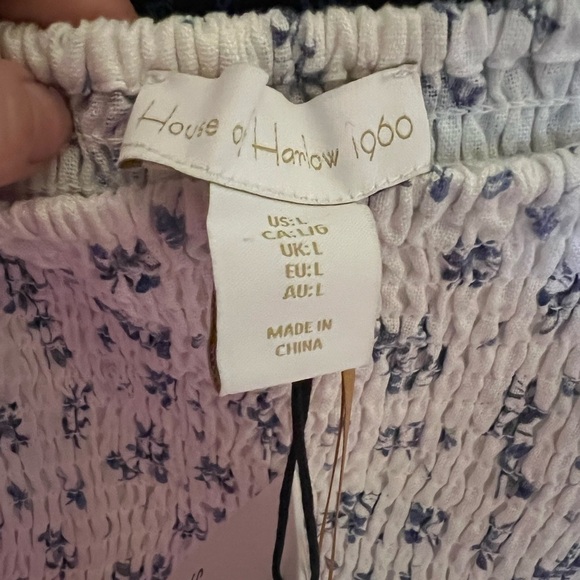 House of Harlow 1960
US:L
CA:L/G
UK:L
EU:L
AU:L
MADE IN
CHINA